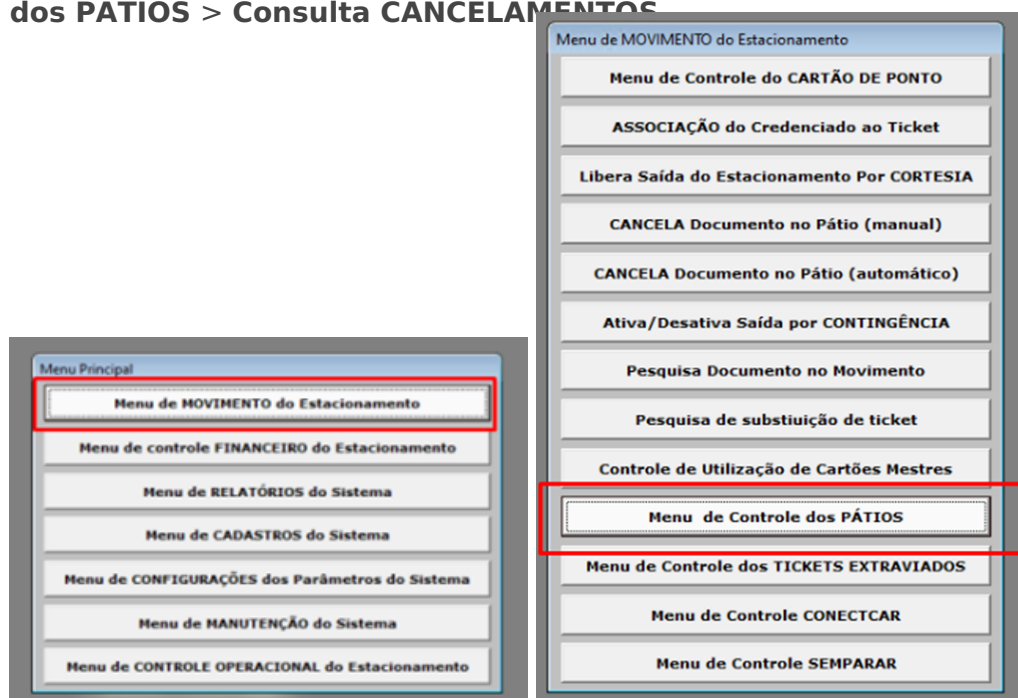 dos PÁTIOS > Consulta CANCELAMENTOS
Menu Principal
Menu de MOVIMENTO do Estacionamento
Menu de controle FINANCEIRO do Estacionamento
Menu de RELATÓRIOS do Sistema
Menu de CADASTROS do Sistema
Menu de CONFIGURAÇÕES dos Parâmetros do Sistema
Menu de MANUTENÇÃO do Sistema
Menu de CONTROLE OPERACIONAL do Estacionamento
Menu de MOVIMENTO do Estacionamento
Menu de Controle do CARTÃO DE PONTO
ASSOCIAÇÃO do Credenciado ao Ticket
Libera Saída do Estacionamento Por CORTESIA
CANCELA Documento no Pátio (manual)
CANCELA Documento no Pátio (automático)
Ativa/Desativa Saída por CONTINGÊNCIA
Pesquisa Documento no Movimento
Pesquisa de substiuição de ticket
Controle de Utilização de Cartões Mestres
Menu de Controle dos PÁTIOS
Menu de Controle dos TICKETS EXTRAVIADOS
Menu de Controle CONECTCAR
Menu de Controle SEMPARAR